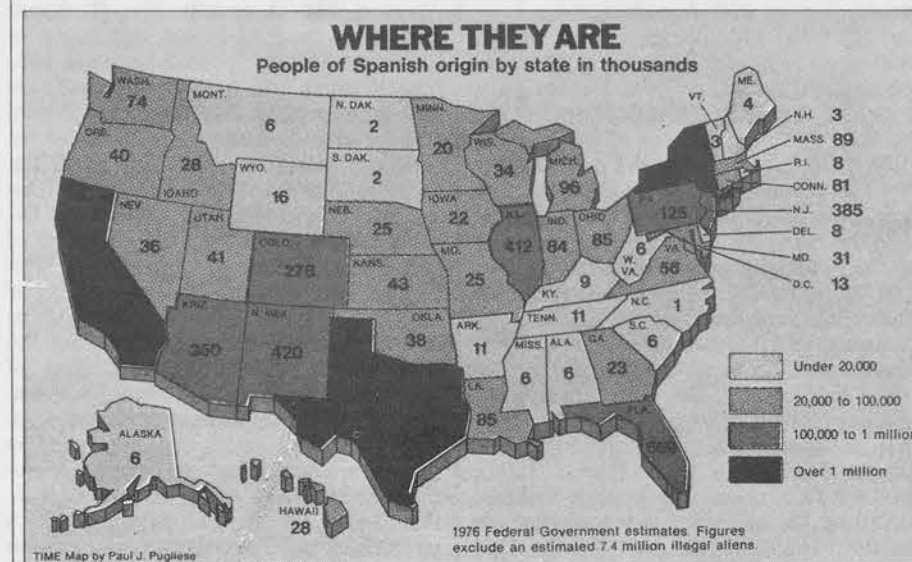 WHERE THEY ARE
People of Spanish origin by state in thousands
WASH.
74
ORE.
40
IDAHO
28
MONT.
6
WYO.
16
N. DAK.
2
S. DAK.
2
NEB.
25
NEV.
36
UTAH
41
COLO.
KANS.
43
ARIZ.
350
N. MEX.
420
OKLA.
38
MINN.
20
IOWA
22
MO.
25
WIS.
34
ILL.
412
MICH.
96
IND.
84
OHIO
85
KY.
9
TENN.
11
ARK.
11
LA.
85
MISS.
6
ALA.
6
GA.
23
FLA.
S.C.
6
N.C.
1
VA.
56
W. VA.
6
PA.
125
VT.
3
ME.
4
N.H. 3
MASS. 89
R.I. 8
CONN. 81
N.J. 385
DEL. 8
MD. 31
D.C. 13
ALASKA
6
HAWAII
28
Under 20,000
20,000 to 100,000
100,000 to 1 million
Over 1 million
1976 Federal Government estimates. Figures
exclude an estimated 7.4 million illegal aliens.
TIME Map by Paul J. Pugliese